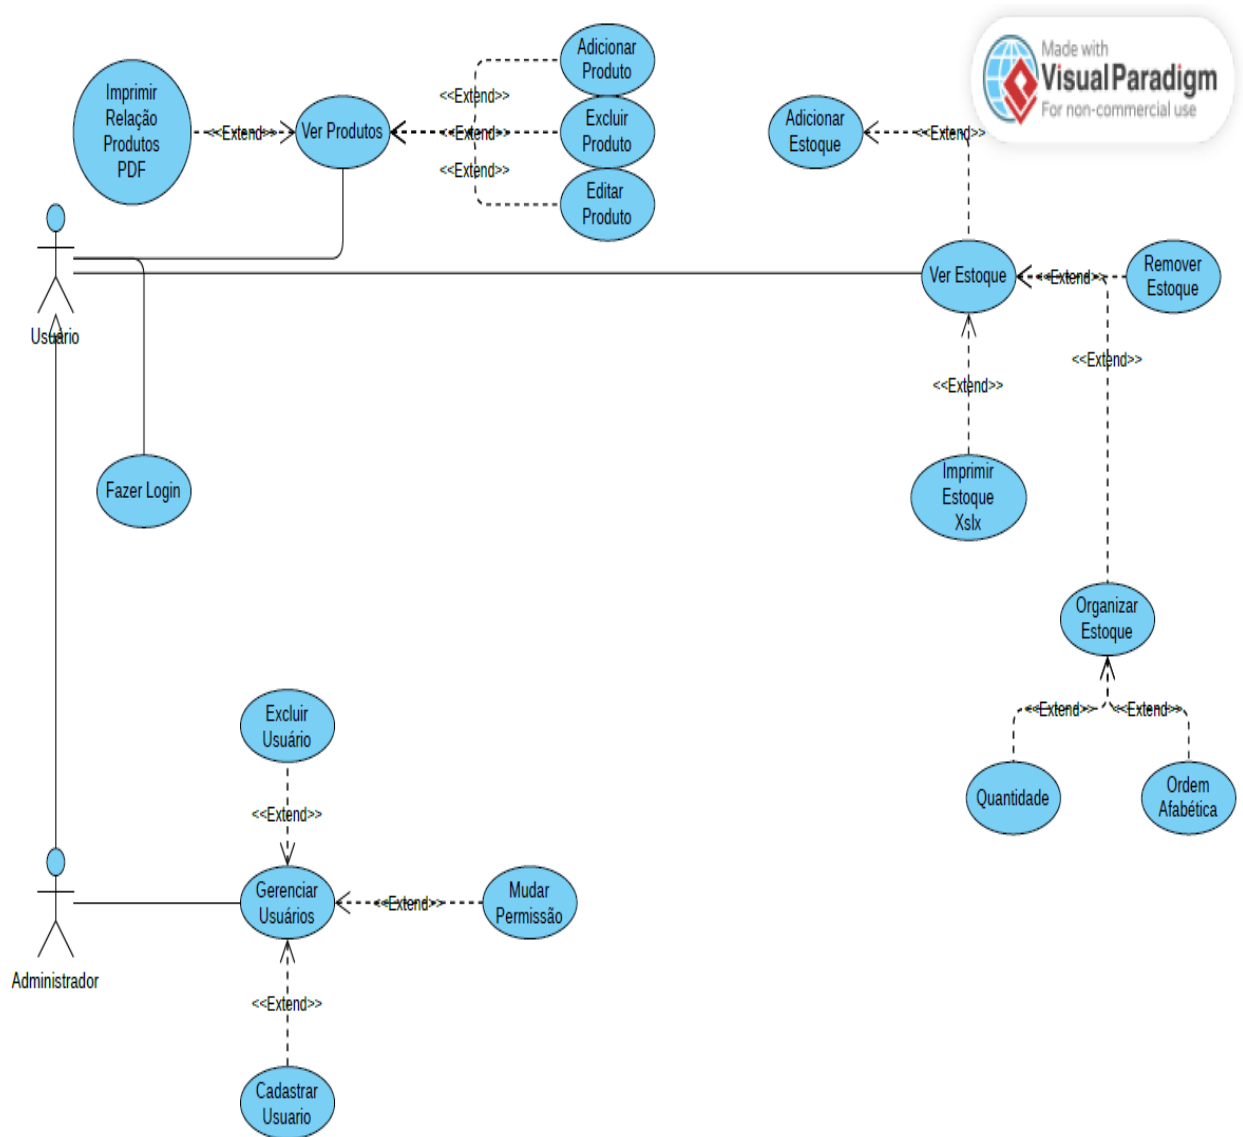 Made with
Visual Paradigm
For non-commercial use
Imprimir
Relação
Produtos
PDF
<<Extend>>
Ver Produtos
<<Extend>>
<<Extend>>
<<Extend>>
Adicionar
Produto
Excluir
Produto
Editar
Produto
Adicionar
Estoque
<<Extend>>
Usuário
Ver Estoque
<<Extend>>
Remover
Estoque
<<Extend>>
<<Extend>>
Fazer Login
Imprimir
Estoque
Xslx
Organizar
Estoque
<<Extend>>
<<Extend>>
Quantidade
Ordem
Afabética
Excluir
Usuário
<<Extend>>
Administrador
Gerenciar
Usuários
<<Extend>>
Mudar
Permissão
<<Extend>>
Cadastrar
Usuario